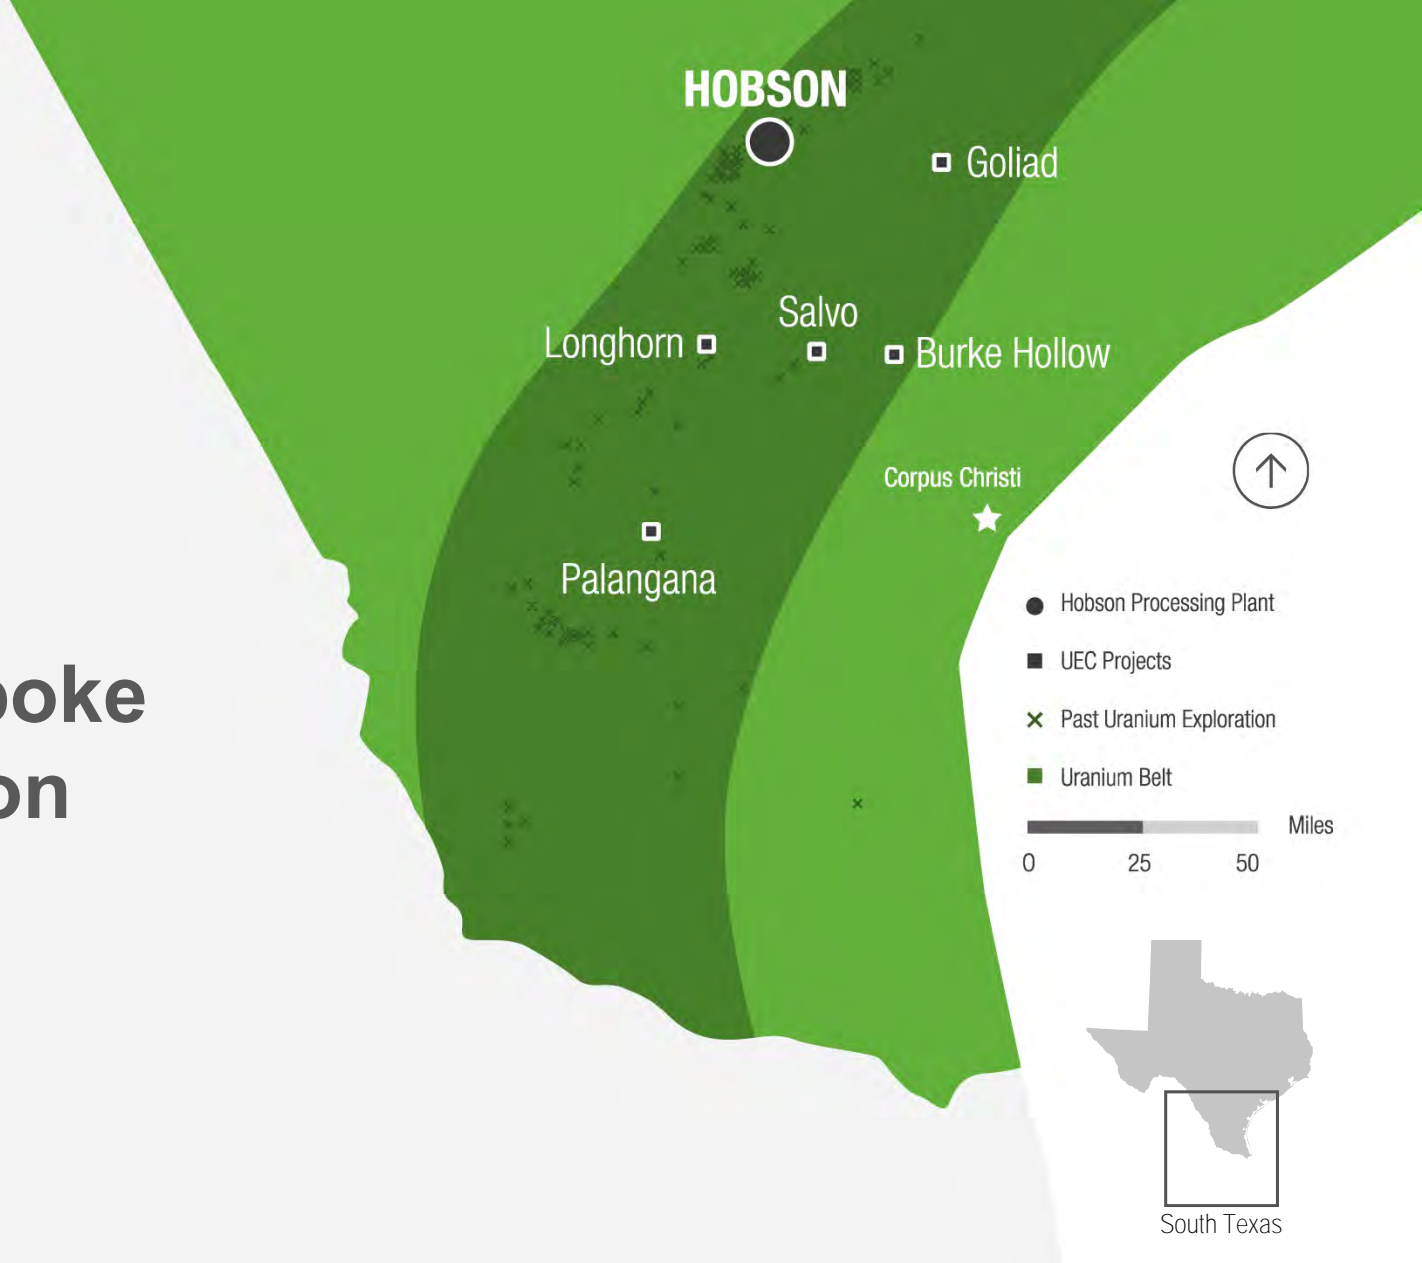 HOBSON
Goliad
Salvo
Longhorn
Burke Hollow
Corpus Christi
Palangana
Hobson Processing Plant
UEC Projects
oke
on
Past Uranium Exploration
Uranium Belt
Miles
0 25 50
South Texas